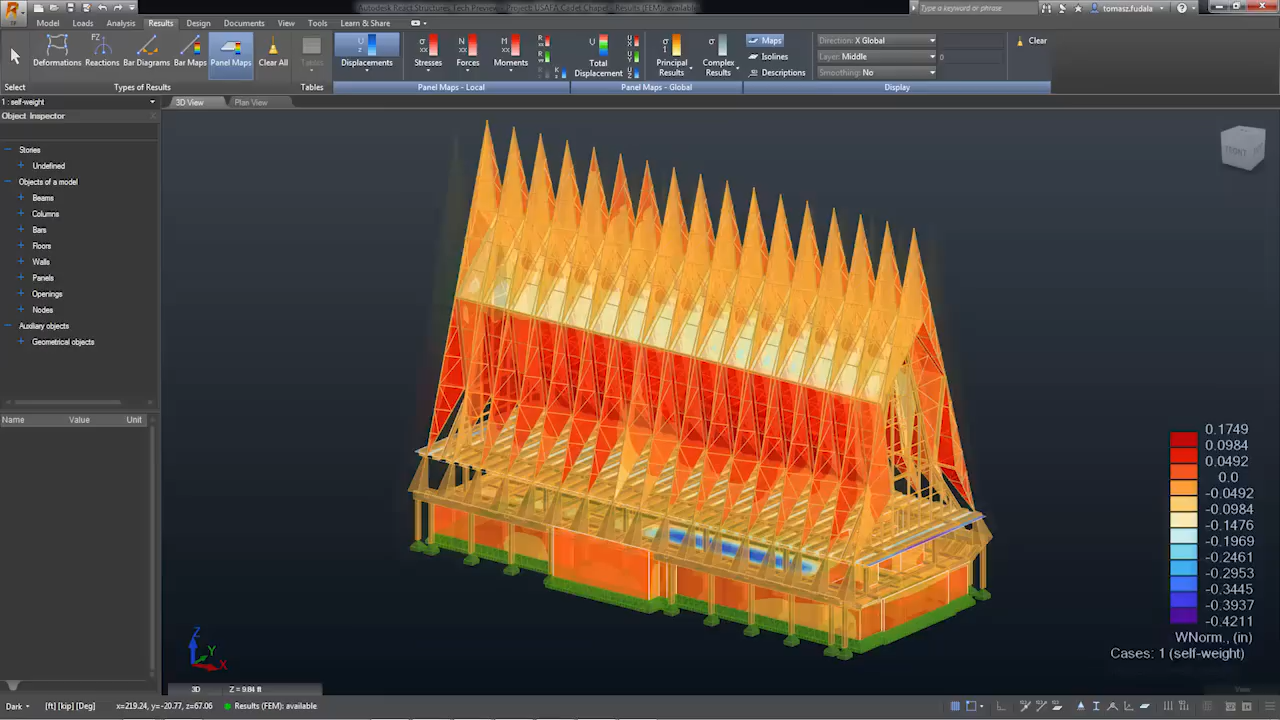 Autodesk React Structures, Tech Preview - Project: USAFA Cadet Chapel - Results (FEM): available
Type a keyword or phrase
tomasz.fudala
Model Loads Analysis Results Design Documents View Tools Learn & Share
Deformations Reactions Bar Diagrams Bar Maps Panel Maps Clear All Tables
Displacements Stresses Forces Moments
Total Displacement
Principal Results
Complex Results
Maps
Isolines
Descriptions
Direction: X Global
Layer: Middle 0
Smoothing: No
Clear
Select Types of Results Tables Panel Maps - Local Panel Maps - Global Display
1 : self-weight
3D View Plan View
Object Inspector
Stories
Undefined
Objects of a model
Beams
Columns
Bars
Floors
Walls
Panels
Openings
Nodes
Auxiliary objects
Geometrical objects
Name Value Unit
FRONT
0.1749
0.0984
0.0492
0.0
-0.0492
-0.0984
-0.1476
-0.1969
-0.2461
-0.2953
-0.3445
-0.3937
-0.4211
WNorm., (in)
Cases: 1 (self-weight)
Z
Y
X
3D Z = 9.84 ft
View
Dark [ft] [kip] [Deg] x=219.24, y=-20.77, z=67.06 Results (FEM): available